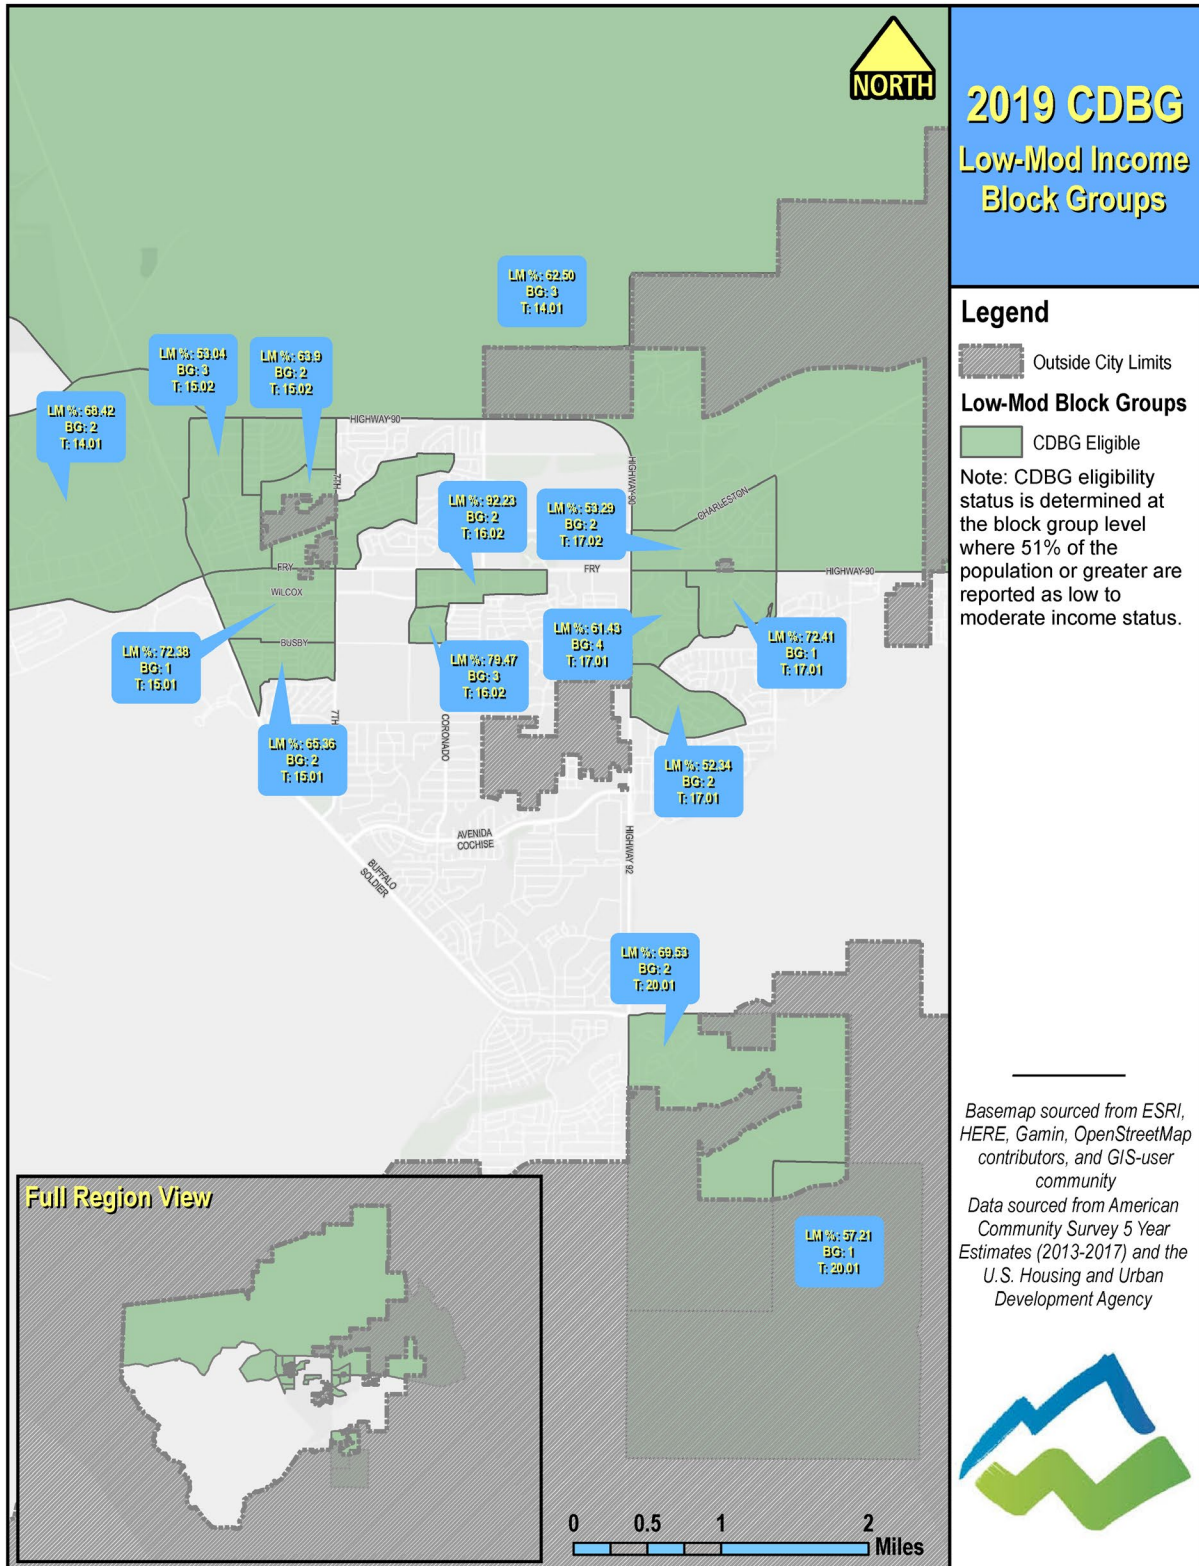 NORTH
2019 CDBG
Low-Mod Income
Block Groups
Legend
Outside City Limits
Low-Mod Block Groups
CDBG Eligible
Note: CDBG eligibility
status is determined at
the block group level
where 51% of the
population or greater are
reported as low to
moderate income status.
LM %: 62.50
BG: 3
T: 14.01
LM %: 53.04
BG: 3
T: 15.02
LM %: 63.9
BG: 2
T: 15.02
LM %: 68.42
BG: 2
T: 14.01
HIGHWAY 90
7TH
HIGHWAY 90
LM %: 92.23
BG: 2
T: 16.02
LM %: 53.29
BG: 2
T: 17.02
CHARLESTON
FRY
FRY
HIGHWAY 90
WILCOX
BUSBY
LM %: 72.38
BG: 1
T: 15.01
LM %: 79.47
BG: 3
T: 16.02
LM %: 61.43
BG: 4
T: 17.01
LM %: 72.41
BG: 1
T: 17.01
LM %: 65.36
BG: 2
T: 15.01
7TH
CORONADO
LM %: 52.34
BG: 2
T: 17.01
AVENIDA
COCHISE
HIGHWAY 92
BUFFALO
SOLDIER
LM %: 69.53
BG: 2
T: 20.01
LM %: 57.21
BG: 1
T: 20.01
Full Region View
0 0.5 1 2
Miles
Basemap sourced from ESRI,
HERE, Gamin, OpenStreetMap
contributors, and GIS-user
community
Data sourced from American
Community Survey 5 Year
Estimates (2013-2017) and the
U.S. Housing and Urban
Development Agency